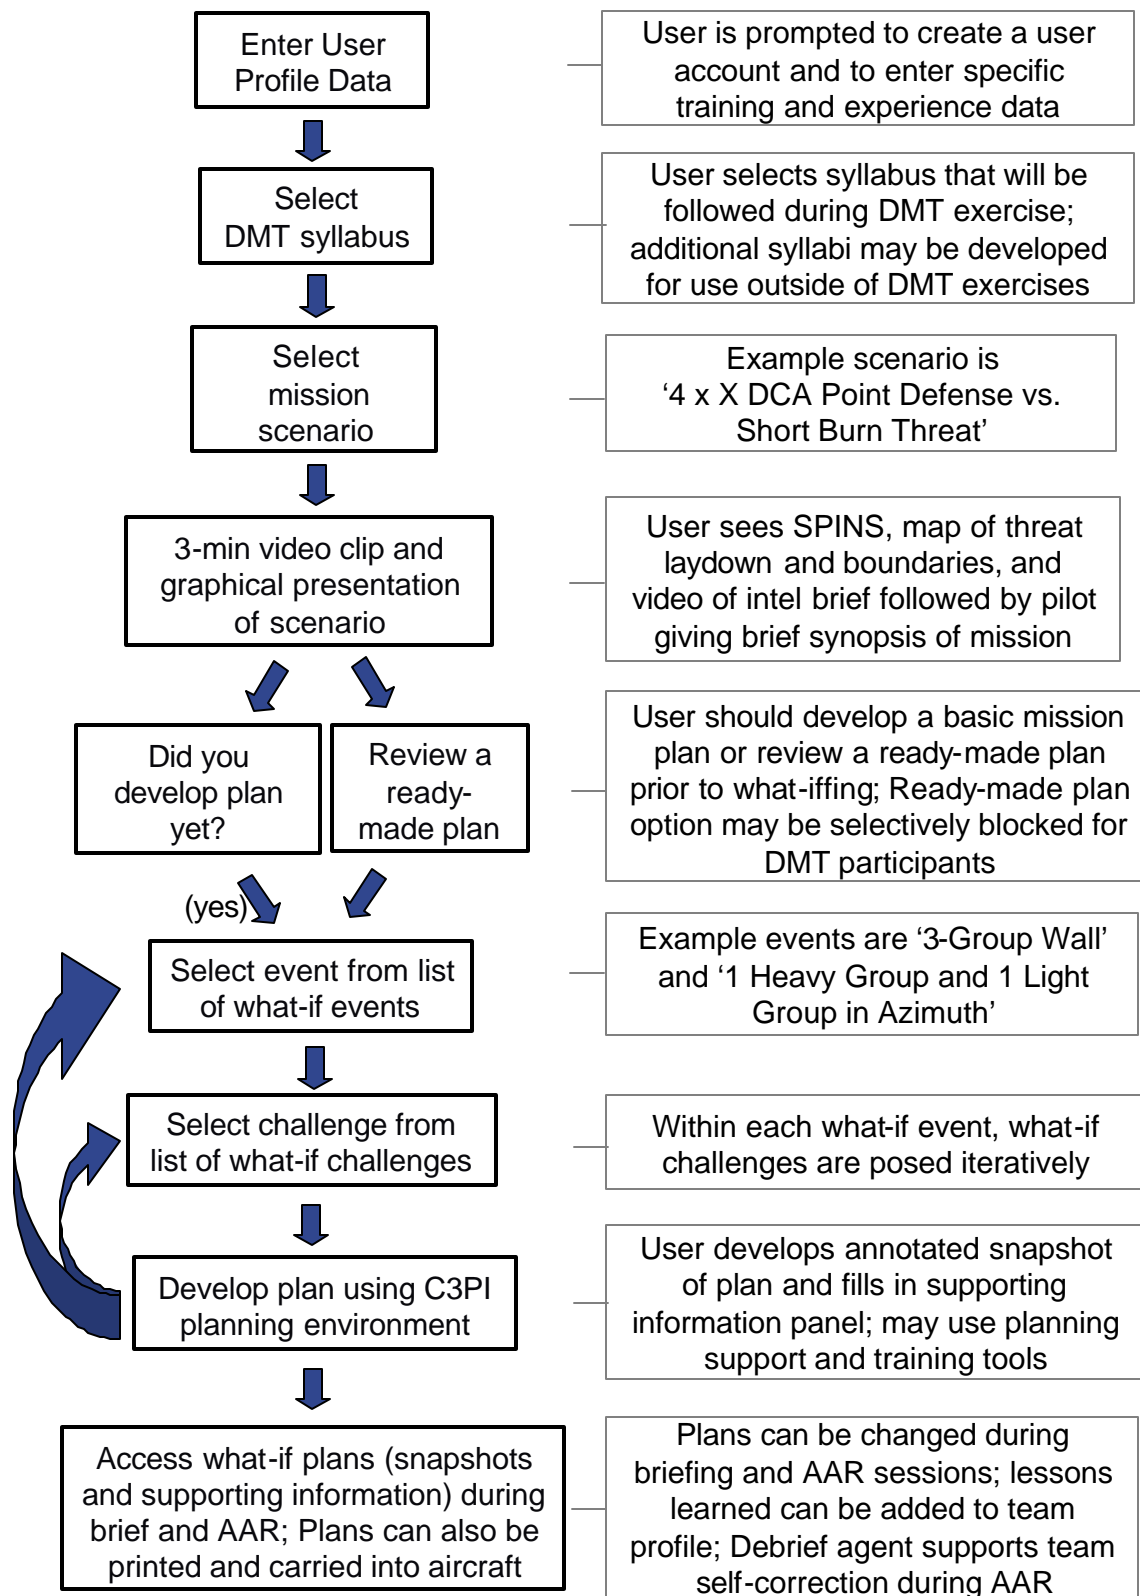 Enter User
Profile Data
User is prompted to create a user
account and to enter specific
training and experience data
Select
DMT syllabus
User selects syllabus that will be
followed during DMT exercise;
additional syllabi may be developed
for use outside of DMT exercises
Select
mission
scenario
Example scenario is
‘4 x X DCA Point Defense vs.
Short Burn Threat’
3-min video clip and
graphical presentation
of scenario
User sees SPINS, map of threat
laydown and boundaries, and
video of intel brief followed by pilot
giving brief synopsis of mission
Did you
develop plan
yet?
Review a
ready-
made plan
User should develop a basic mission
plan or review a ready-made plan
prior to what-iffing; Ready-made plan
option may be selectively blocked for
DMT participants
(yes)
Select event from list
of what-if events
Example events are ‘3-Group Wall’
and ‘1 Heavy Group and 1 Light
Group in Azimuth’
Select challenge from
list of what-if challenges
Within each what-if event, what-if
challenges are posed iteratively
Develop plan using C3PI
planning environment
User develops annotated snapshot
of plan and fills in supporting
information panel; may use planning
support and training tools
Access what-if plans (snapshots
and supporting information) during
brief and AAR; Plans can also be
printed and carried into aircraft
Plans can be changed during
briefing and AAR sessions; lessons
learned can be added to team
profile; Debrief agent supports team
self-correction during AAR